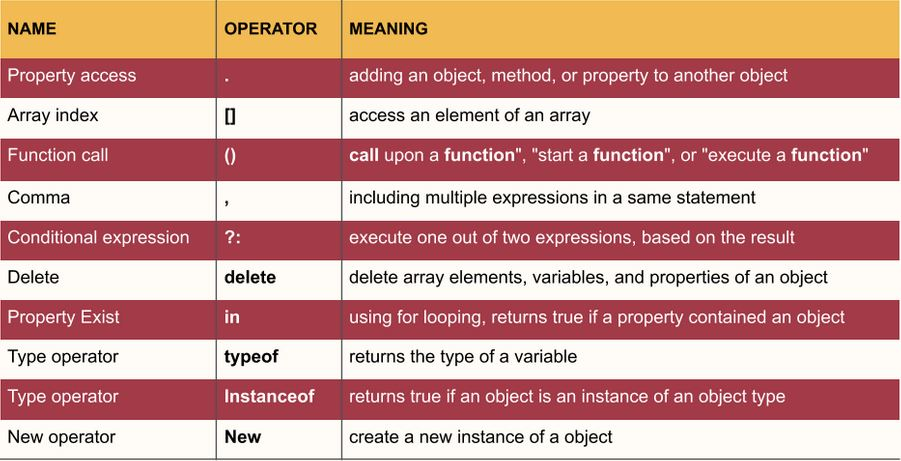 NAME OPERATOR MEANING
Property access . adding an object, method, or property to another object
Array index [] access an element of an array
Function call () call upon a function", "start a function", or "execute a function"
Comma , including multiple expressions in a same statement
Conditional expression ?: execute one out of two expressions, based on the result
Delete delete delete array elements, variables, and properties of an object
Property Exist in using for looping, returns true if a property contained an object
Type operator typeof returns the type of a variable
Type operator Instanceof returns true if an object is an instance of an object type
New operator New create a new instance of a object